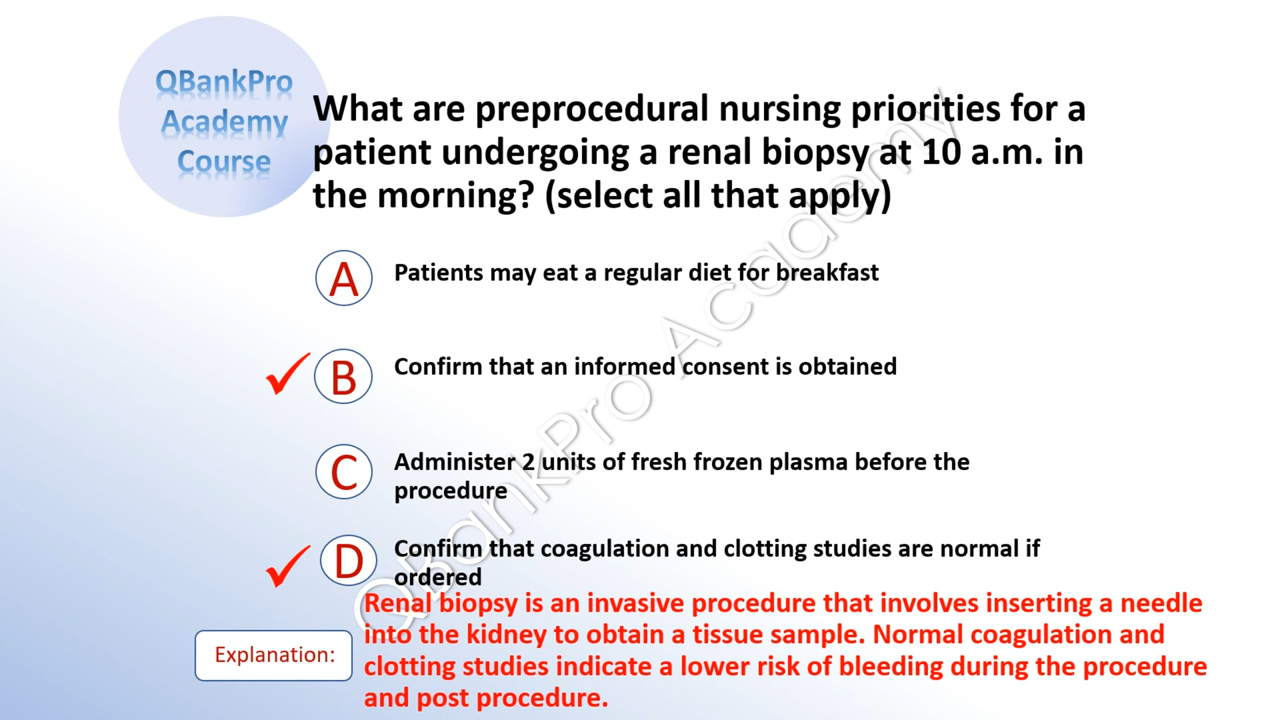 QBankPro
Academy
Course
What are preprocedural nursing priorities for a
patient undergoing a renal biopsy at 10 a.m. in
the morning? (select all that apply)
A
Patients may eat a regular diet for breakfast
B
Confirm that an informed consent is obtained
C
Administer 2 units of fresh frozen plasma before the
procedure
D
Confirm that coagulation and clotting studies are normal if
ordered
Explanation:
Renal biopsy is an invasive procedure that involves inserting a needle
into the kidney to obtain a tissue sample. Normal coagulation and
clotting studies indicate a lower risk of bleeding during the procedure
and post procedure.
QBankPro Academy